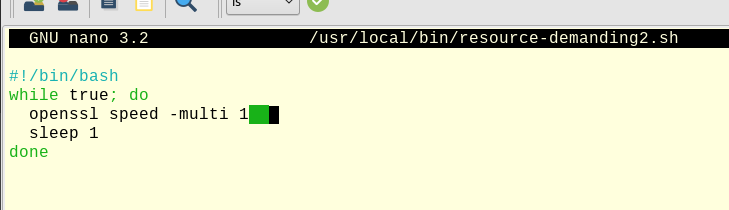 ls
GNU nano 3.2 /usr/local/bin/resource-demanding2.sh
#!/bin/bash
while true; do
  openssl speed -multi 1
  sleep 1
done